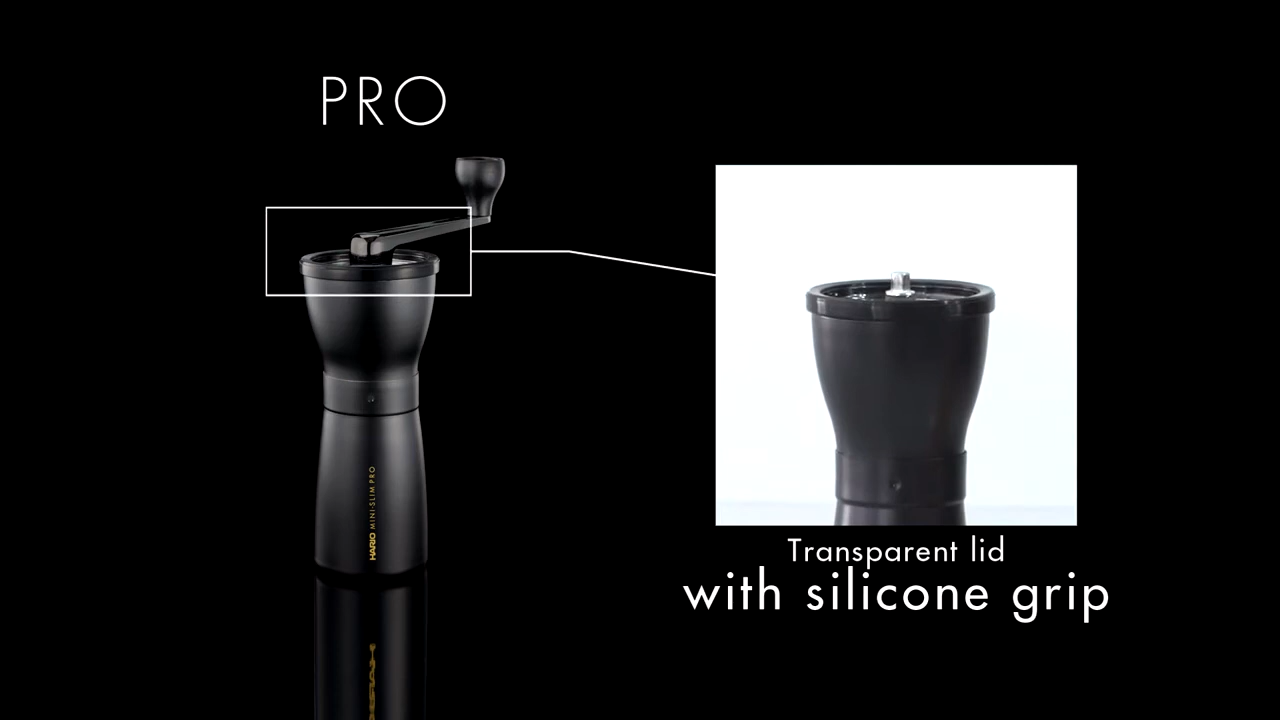 PRO
HARIO MINI-SLIM PRO
Transparent lid
with silicone grip